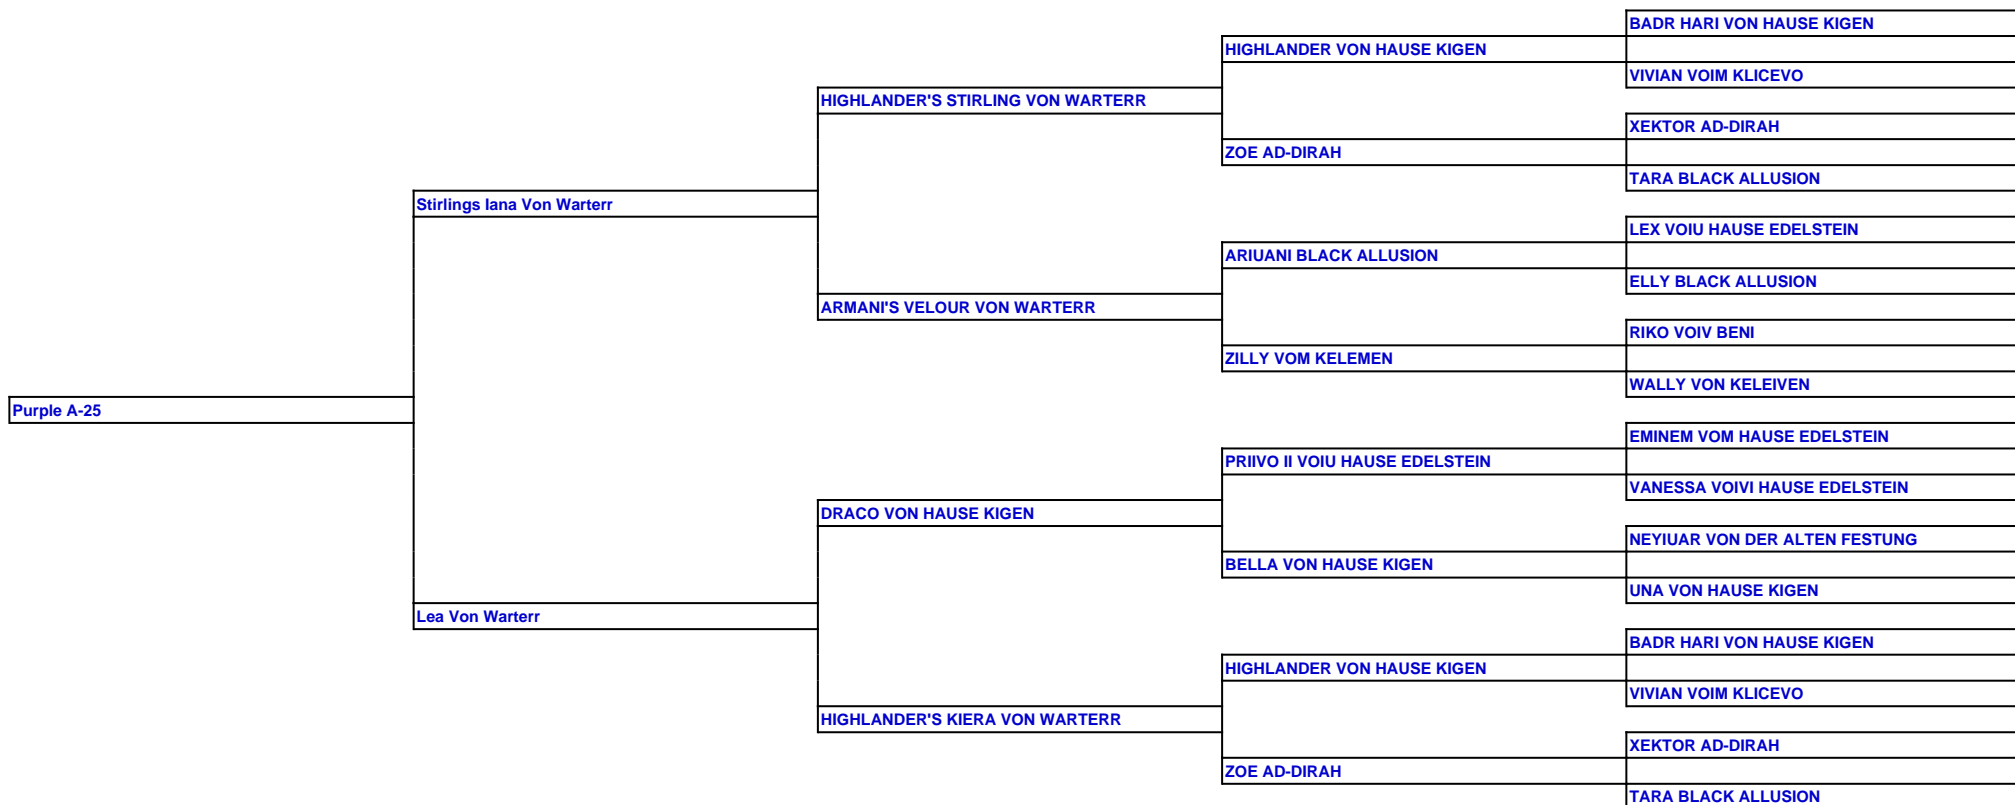 BADR HARI VON HAUSE KIGEN
HIGHLANDER VON HAUSE KIGEN
VIVIAN VOIM KLICEVO
HIGHLANDER'S STIRLING VON WARTERR
XEKTOR AD-DIRAH
ZOE AD-DIRAH
TARA BLACK ALLUSION
Stirlings Iana Von Warterr
LEX VOIU HAUSE EDELSTEIN
ARIUANI BLACK ALLUSION
ELLY BLACK ALLUSION
ARMANI'S VELOUR VON WARTERR
RIKO VOIV BENI
ZILLY VOM KELEMEN
WALLY VON KELEIVEN
Purple A-25
EMINEM VOM HAUSE EDELSTEIN
PRIIVO II VOIU HAUSE EDELSTEIN
VANESSA VOIVI HAUSE EDELSTEIN
DRACO VON HAUSE KIGEN
NEYIUAR VON DER ALTEN FESTUNG
BELLA VON HAUSE KIGEN
UNA VON HAUSE KIGEN
Lea Von Warterr
BADR HARI VON HAUSE KIGEN
HIGHLANDER VON HAUSE KIGEN
VIVIAN VOIM KLICEVO
HIGHLANDER'S KIERA VON WARTERR
XEKTOR AD-DIRAH
ZOE AD-DIRAH
TARA BLACK ALLUSION